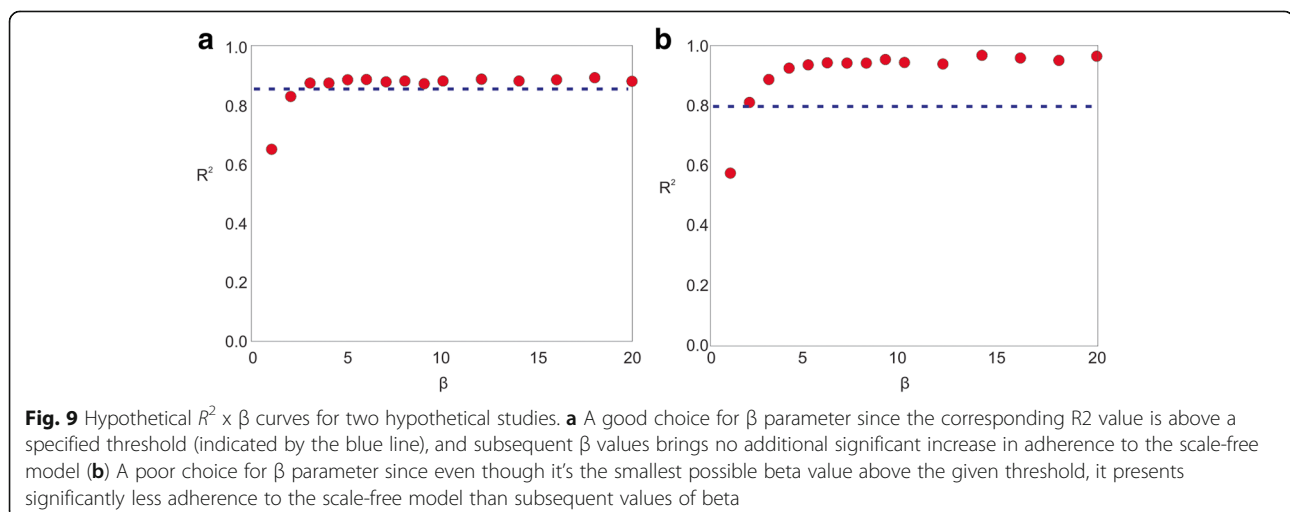 a
1.0
0.8
0.6
R²
0.4
0.2
0.0
0 5 10 15 20
β
b
1.0
0.8
0.6
R²
0.4
0.2
0.0
0 5 10 15 20
β
Fig. 9 Hypothetical R² x β curves for two hypothetical studies. a A good choice for β parameter since the corresponding R2 value is above a
specified threshold (indicated by the blue line), and subsequent β values brings no additional significant increase in adherence to the scale-free
model (b) A poor choice for β parameter since even though it's the smallest possible beta value above the given threshold, it presents
significantly less adherence to the scale-free model than subsequent values of beta